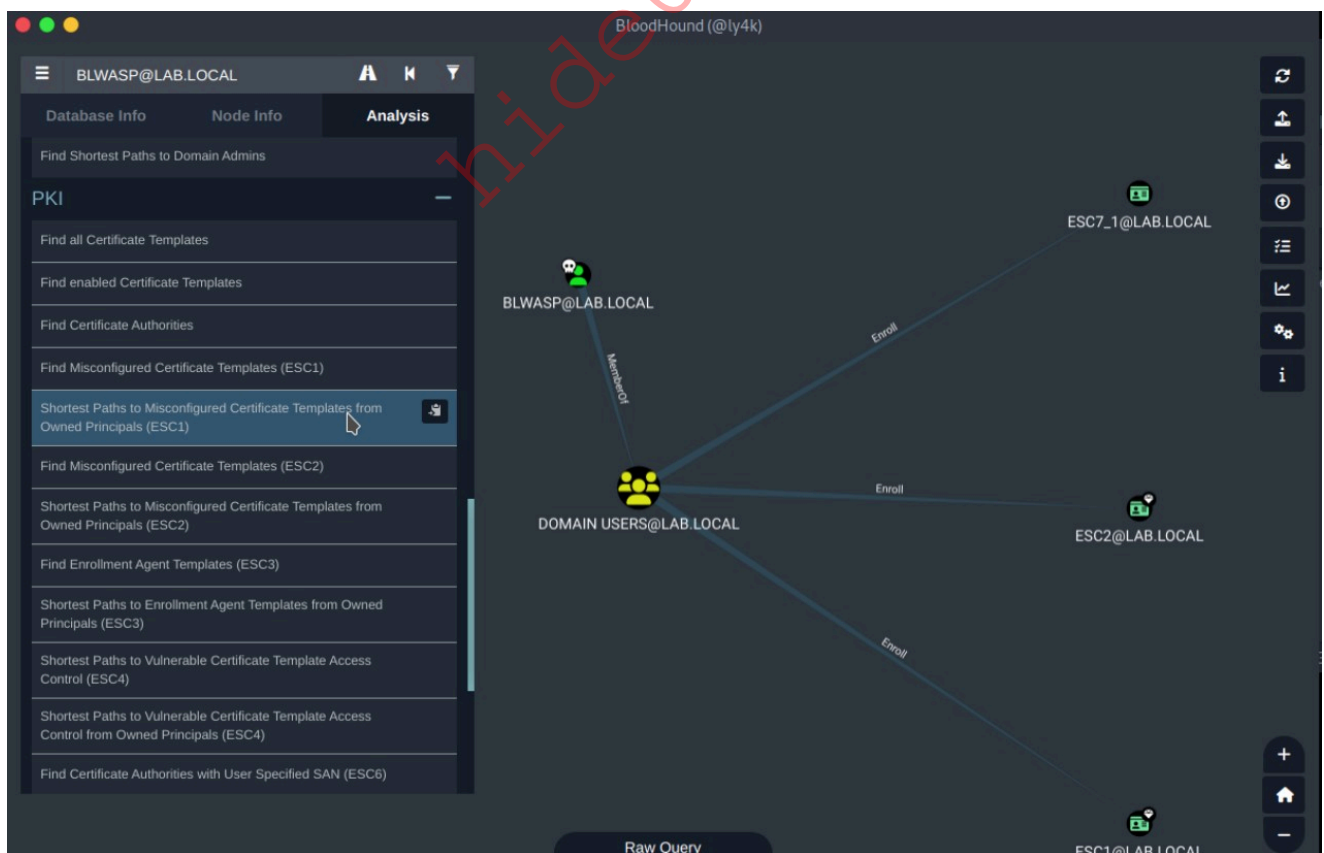 BloodHound (@ly4k)
BLWASP@LAB.LOCAL
Database Info
Node Info
Analysis
Find Shortest Paths to Domain Admins
PKI
Find all Certificate Templates
Find enabled Certificate Templates
Find Certificate Authorities
Find Misconfigured Certificate Templates (ESC1)
Shortest Paths to Misconfigured Certificate Templates from
Owned Principals (ESC1)
Find Misconfigured Certificate Templates (ESC2)
Shortest Paths to Misconfigured Certificate Templates from
Owned Principals (ESC2)
Find Enrollment Agent Templates (ESC3)
Shortest Paths to Enrollment Agent Templates from Owned
Principals (ESC3)
Shortest Paths to Vulnerable Certificate Template Access
Control (ESC4)
Shortest Paths to Vulnerable Certificate Template Access
Control from Owned Principals (ESC4)
Find Certificate Authorities with User Specified SAN (ESC6)
hide
ESC7_1@LAB.LOCAL
BLWASP@LAB.LOCAL
Enroll
MemberOf
Enroll
DOMAIN USERS@LAB.LOCAL
ESC2@LAB.LOCAL
Enroll
ESC1@LAB.LOCAL
Raw Query